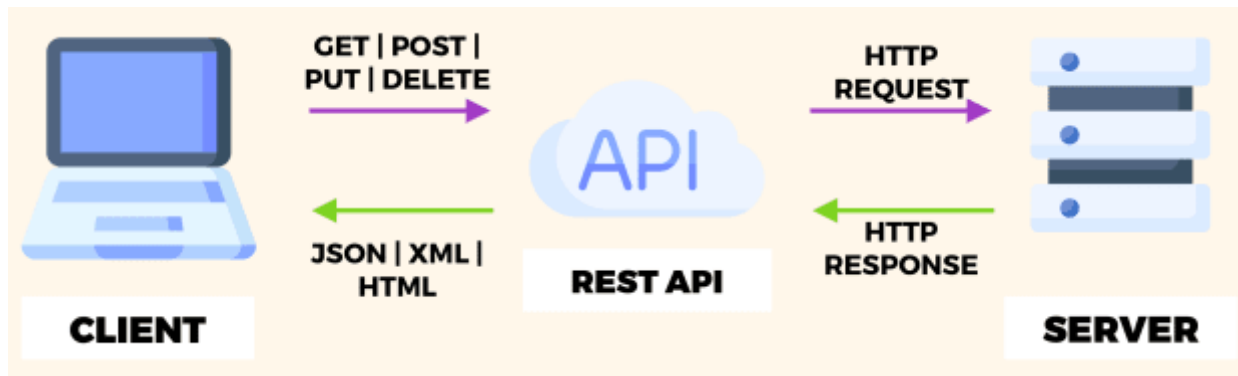 GET | POST |
PUT | DELETE
HTTP
REQUEST
API
JSON | XML |
HTML
HTTP
RESPONSE
REST API
CLIENT
SERVER